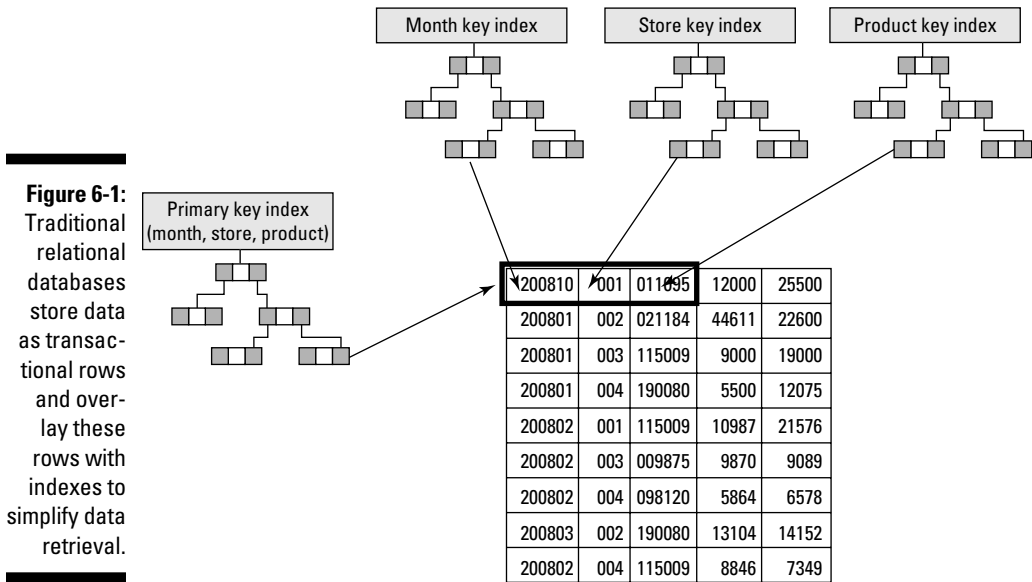 Month key index
Store key index
Product key index
Figure 6-1:
Traditional
relational
databases
store data
as transac-
tional rows
and over-
lay these
rows with
indexes to
simplify data
retrieval.
Primary key index
(month, store, product)
200810 001 011095 12000 25500
200801 002 021184 44611 22600
200801 003 115009 9000 19000
200801 004 190080 5500 12075
200802 001 115009 10987 21576
200802 003 009875 9870 9089
200802 004 098120 5864 6578
200803 002 190080 13104 14152
200802 004 115009 8846 7349